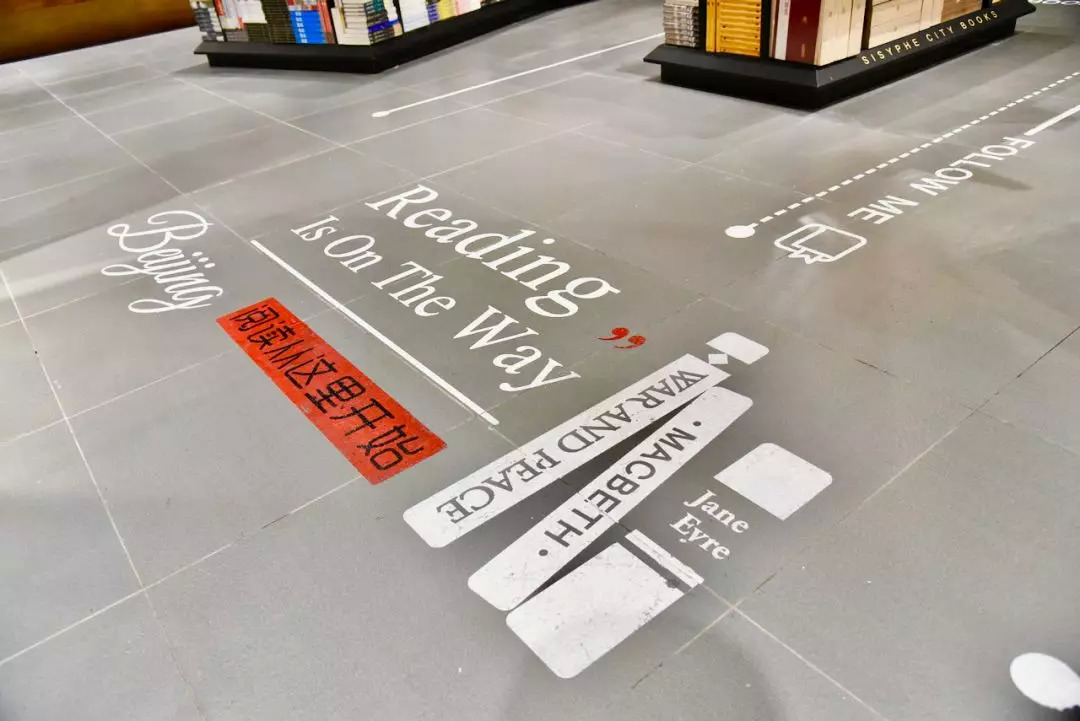 SISYPHE CITY BOOKS
FOLLOW ME
Reading
Is On The
Way
Beijing
阅读从这里开始
WAR AND PEACE
• MACBETH •
Jane
Eyre